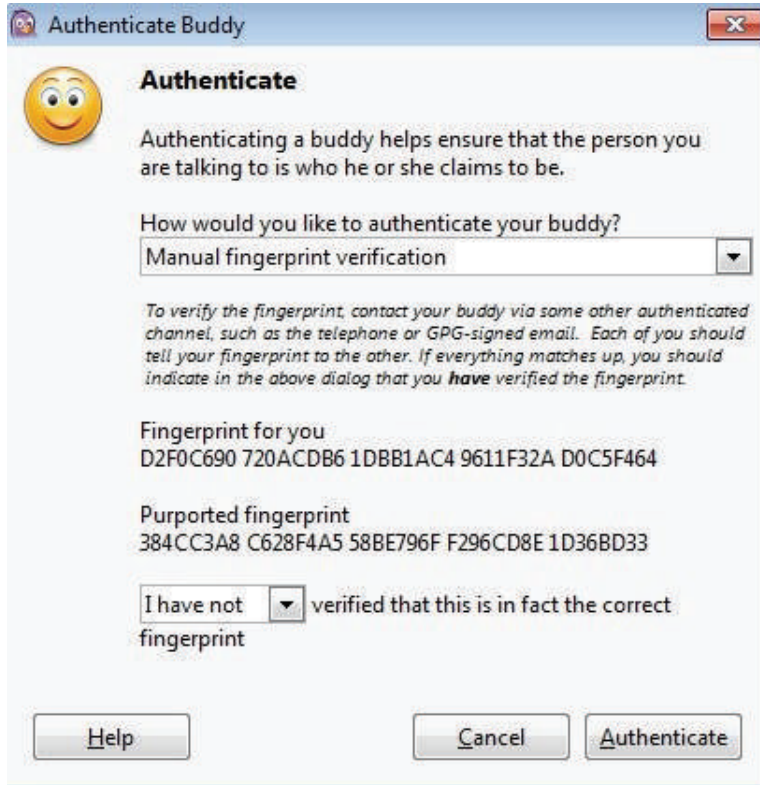 Authenticate Buddy
Authenticate
Authenticating a buddy helps ensure that the person you
are talking to is who he or she claims to be.
How would you like to authenticate your buddy?
Manual fingerprint verification
To verify the fingerprint, contact your buddy via some other authenticated
channel, such as the telephone or GPG-signed email. Each of you should
tell your fingerprint to the other. If everything matches up, you should
indicate in the above dialog that you have verified the fingerprint.
Fingerprint for you
D2F0C690 720ACDB6 1DBB1AC4 9611F32A D0C5F464
Purported fingerprint
384CC3A8 C628F4A5 58BE796F F296CD8E 1D36BD33
I have not verified that this is in fact the correct
fingerprint
Help Cancel Authenticate